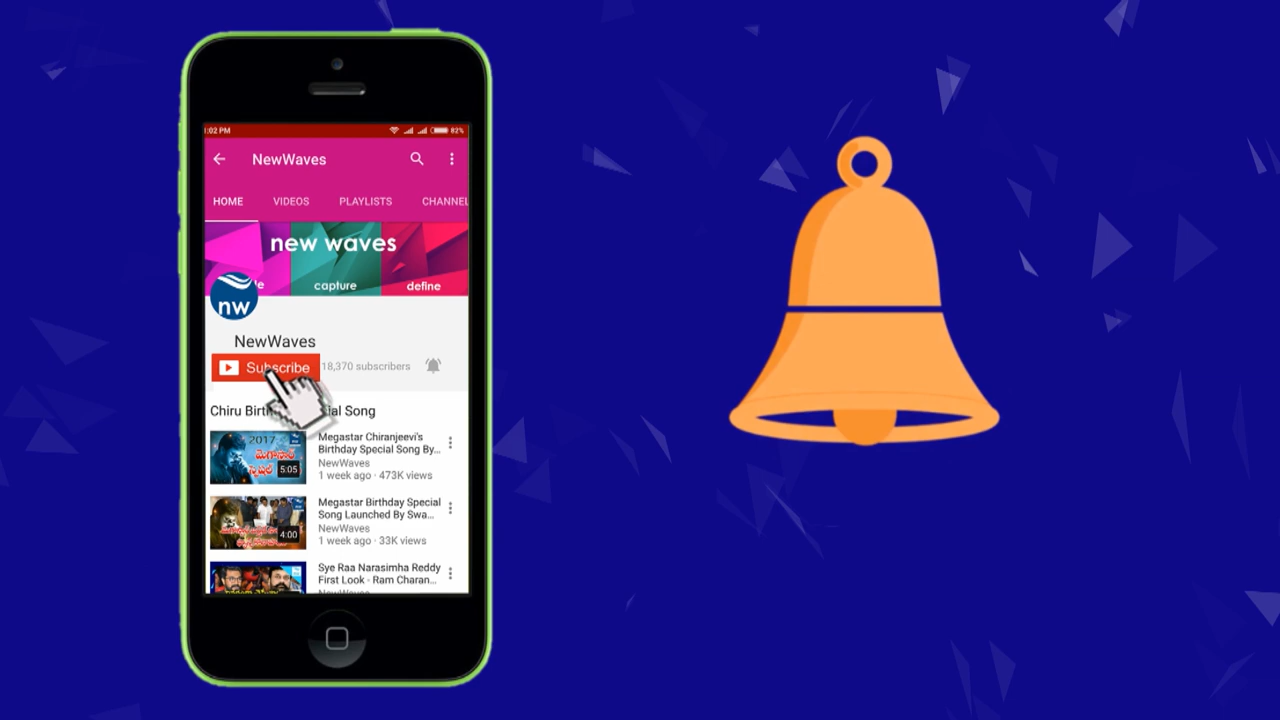 1:02 PM 82%
NewWaves
HOME VIDEOS PLAYLISTS CHANNEL
new waves
capture define
nw
NewWaves
Subscribe 18,370 subscribers
Song
2017
మెగాస్టార్
స్పెషల్
5:05
Megastar Chiranjeevi's
Birthday Special Song By...
NewWaves
1 week ago · 473K views
4:00
Megastar Birthday Special
Song Launched By Swa...
NewWaves
1 week ago · 33K views
Sye Raa Narasimha Reddy
First Look - Ram Charan...
NewWaves